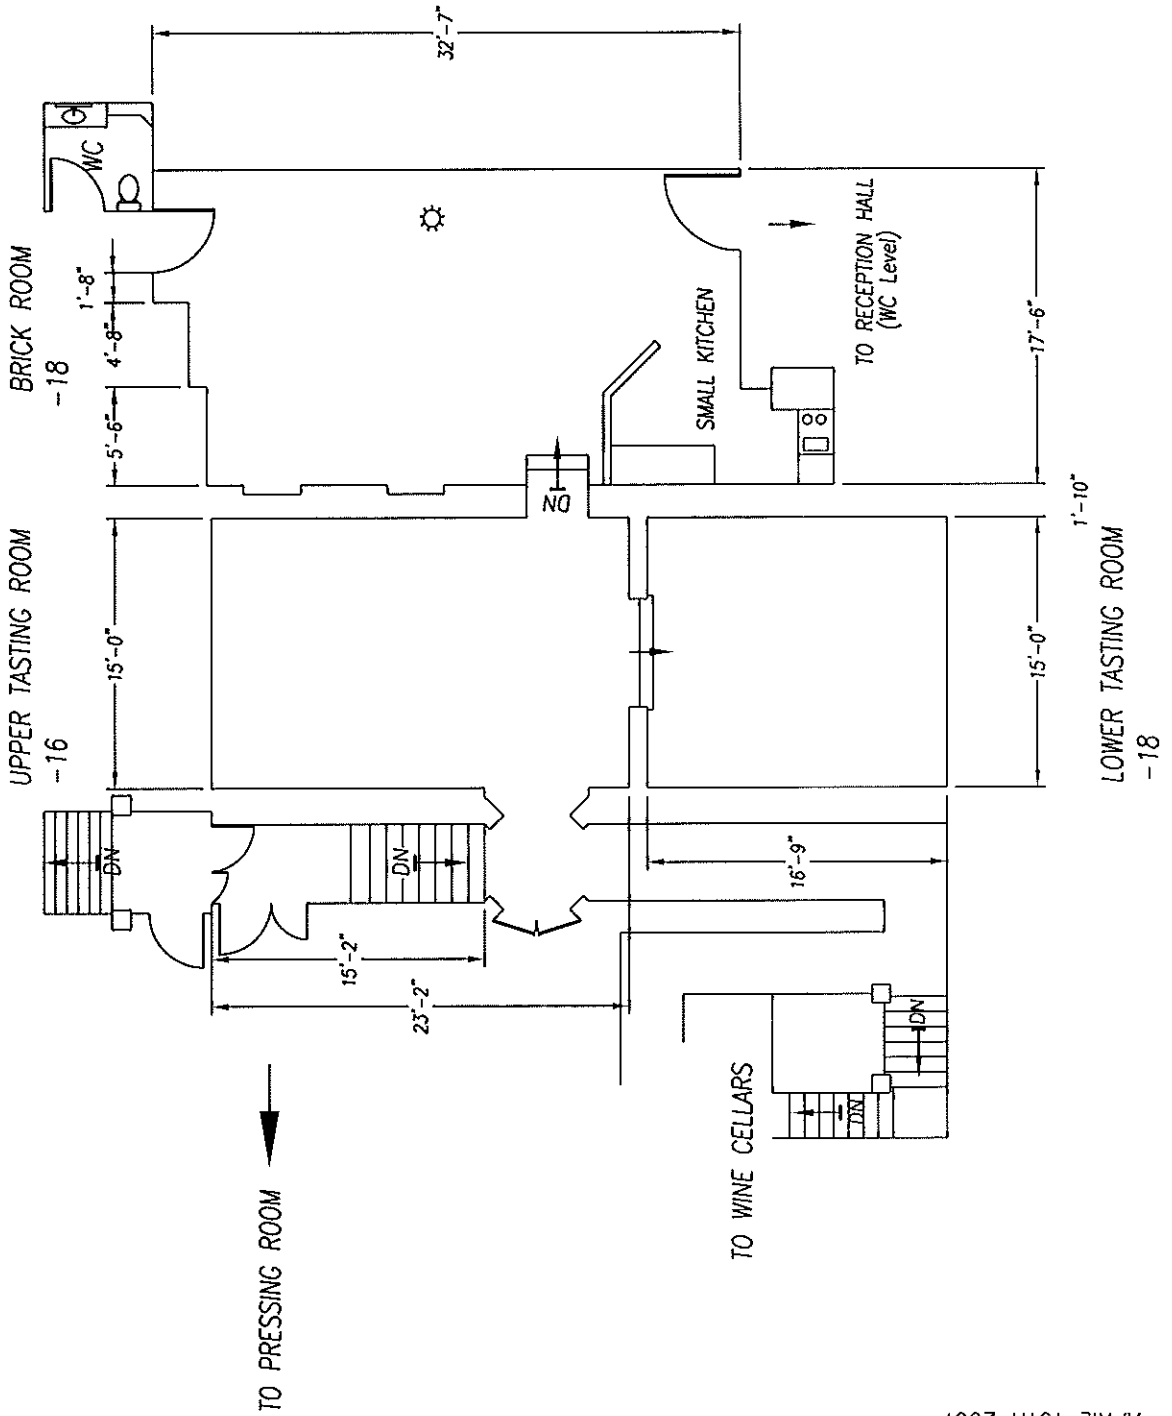 BRICK ROOM
-18
UPPER TASTING ROOM
-16
LOWER TASTING ROOM
-18
TO PRESSING ROOM
TO WINE CELLARS
TO RECEPTION HALL
(WC Level)
SMALL KITCHEN
WC
32'-7"
1'-8"
4'-8"
5'-6"
15'-0"
17'-6"
1'-10"
15'-0"
16'-9"
15'-2"
23'-2"
DN
DN
DN
DN
DN